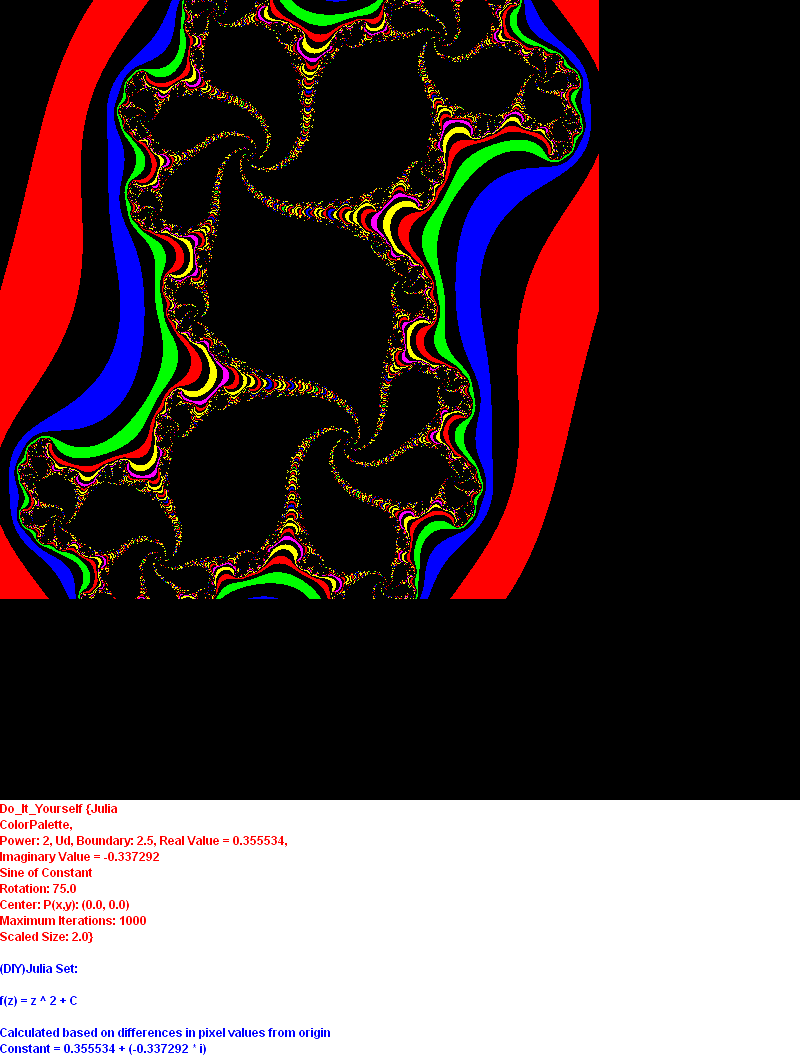 Do_It_Yourself {Julia
ColorPalette,
Power: 2, Ud, Boundary: 2.5, Real Value = 0.355534,
Imaginary Value = -0.337292
Sine of Constant
Rotation: 75.0
Center: P(x,y): (0.0, 0.0)
Maximum Iterations: 1000
Scaled Size: 2.0}
(DIY)Julia Set:
f(z) = z ^ 2 + C
Calculated based on differences in pixel values from origin
Constant = 0.355534 + (-0.337292 * i)